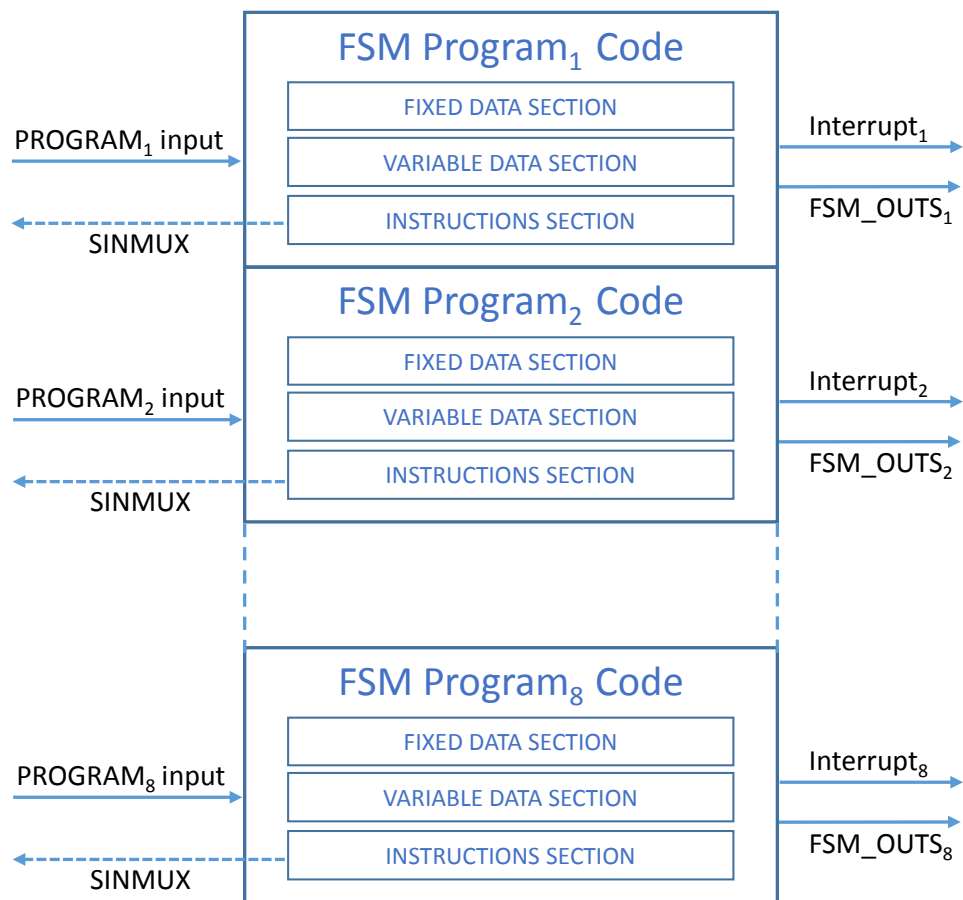 FSM Program₁ Code
FIXED DATA SECTION
PROGRAM₁ input
VARIABLE DATA SECTION
Interrupt₁
INSTRUCTIONS SECTION
FSM_OUTS₁
SINMUX
FSM Program₂ Code
FIXED DATA SECTION
PROGRAM₂ input
VARIABLE DATA SECTION
Interrupt₂
INSTRUCTIONS SECTION
FSM_OUTS₂
SINMUX
FSM Program₈ Code
FIXED DATA SECTION
PROGRAM₈ input
VARIABLE DATA SECTION
Interrupt₈
INSTRUCTIONS SECTION
FSM_OUTS₈
SINMUX